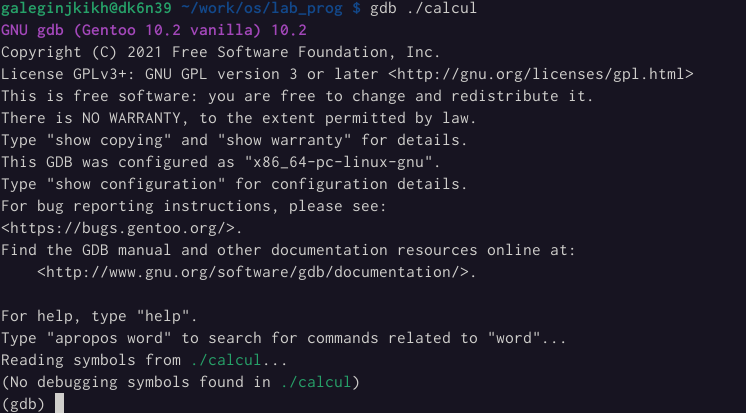 galeginjkikh@dk6n39 ~/work/os/lab_prog $ gdb ./calcul
GNU gdb (Gentoo 10.2 vanilla) 10.2
Copyright (C) 2021 Free Software Foundation, Inc.
License GPLv3+: GNU GPL version 3 or later <http://gnu.org/licenses/gpl.html>
This is free software: you are free to change and redistribute it.
There is NO WARRANTY, to the extent permitted by law.
Type "show copying" and "show warranty" for details.
This GDB was configured as "x86_64-pc-linux-gnu".
Type "show configuration" for configuration details.
For bug reporting instructions, please see:
<https://bugs.gentoo.org/>.
Find the GDB manual and other documentation resources online at:
    <http://www.gnu.org/software/gdb/documentation/>.

For help, type "help".
Type "apropos word" to search for commands related to "word"...
Reading symbols from ./calcul...
(No debugging symbols found in ./calcul)
(gdb)